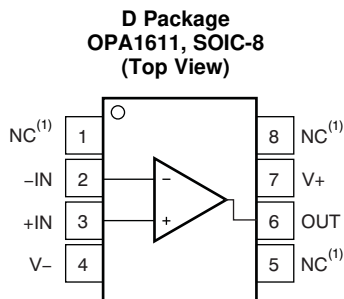 D Package
OPA1611, SOIC-8
(Top View)
NC(1) 1 8 NC(1)
–IN 2 – 7 V+
+IN 3 + 6 OUT
V– 4 5 NC(1)